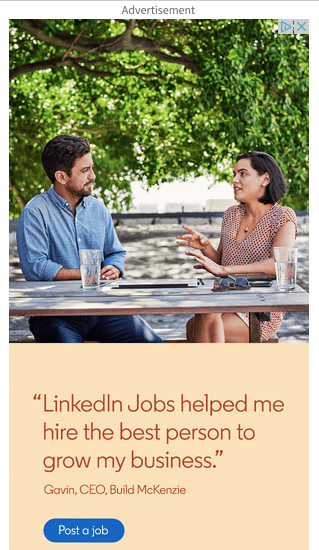 Advertisement
“LinkedIn Jobs helped me
hire the best person to
grow my business.”
Gavin, CEO, Build McKenzie
Post a job